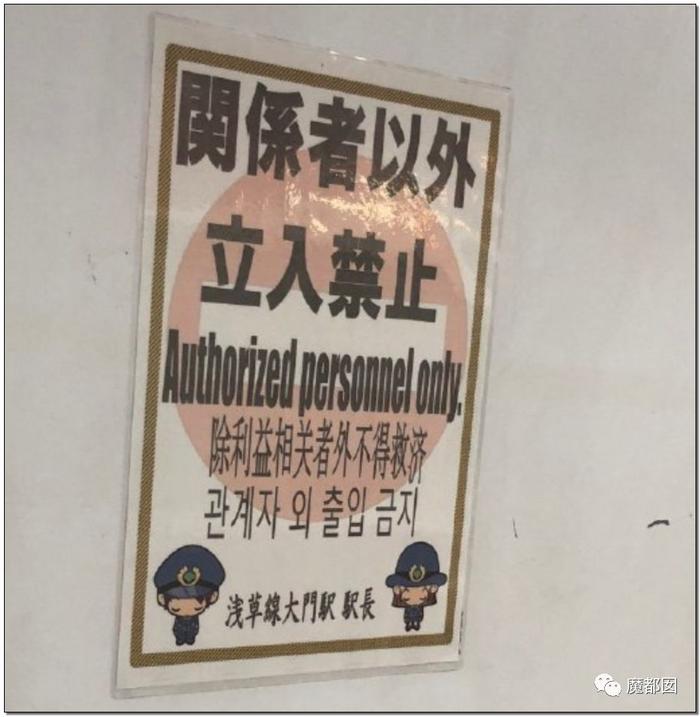 関係者以外
立入禁止
Authorized personnel only.
除利益相关者外不得救济
관계자 외 출입 금지
浅草線大門駅 駅長
魔都囡